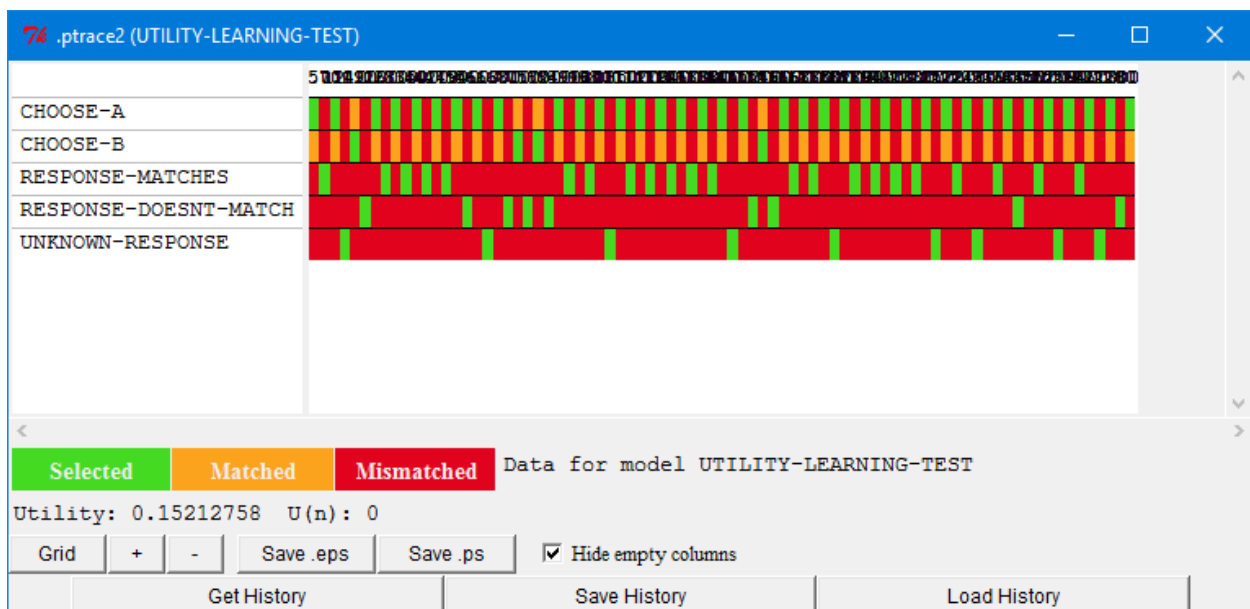 .ptrace2 (UTILITY-LEARNING-TEST)
CHOOSE-A
CHOOSE-B
RESPONSE-MATCHES
RESPONSE-DOESNT-MATCH
UNKNOWN-RESPONSE
Selected Matched Mismatched Data for model UTILITY-LEARNING-TEST
Utility: 0.15212758 U(n): 0
Grid + - Save .eps Save .ps Hide empty columns
Get History Save History Load History